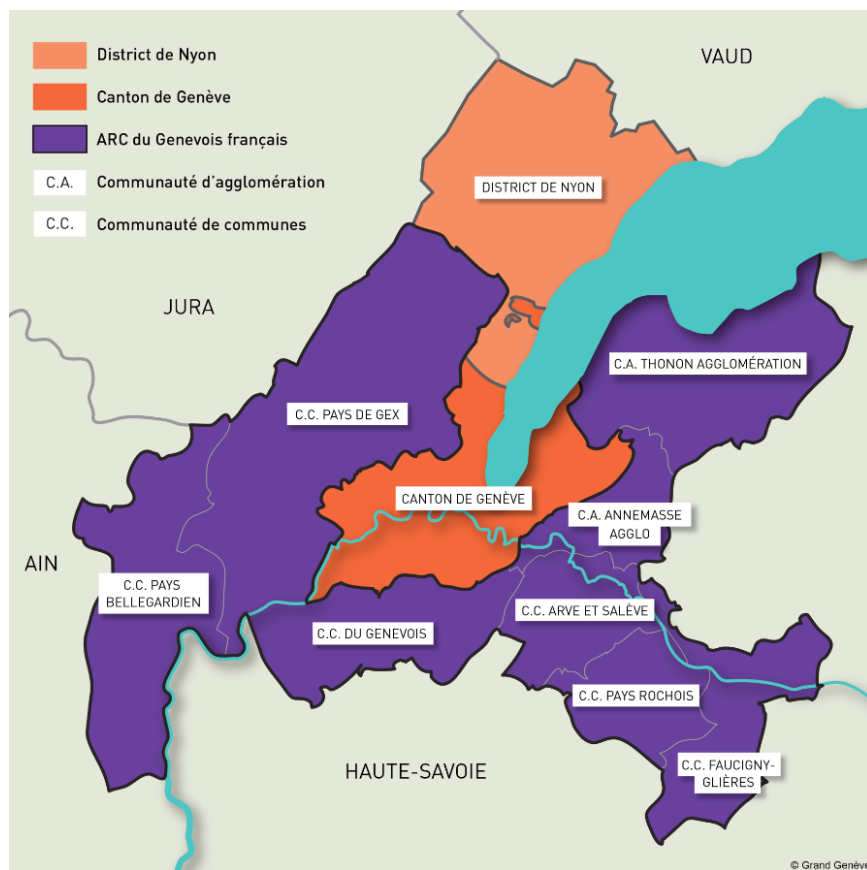 District de Nyon
Canton de Genève
ARC du Genevois français
C.A. Communauté d'agglomération
C.C. Communauté de communes
VAUD
DISTRICT DE NYON
JURA
C.A. THONON AGGLOMÉRATION
C.C. PAYS DE GEX
CANTON DE GENÈVE
C.A. ANNEMASSE
AGGLO
AIN
C.C. PAYS
BELLEGARDIEN
C.C. ARVE ET SALÈVE
C.C. DU GENEVOIS
C.C. PAYS ROCHOIS
HAUTE-SAVOIE
C.C. FAUCIGNY-
GLIÈRES
© Grand Genève